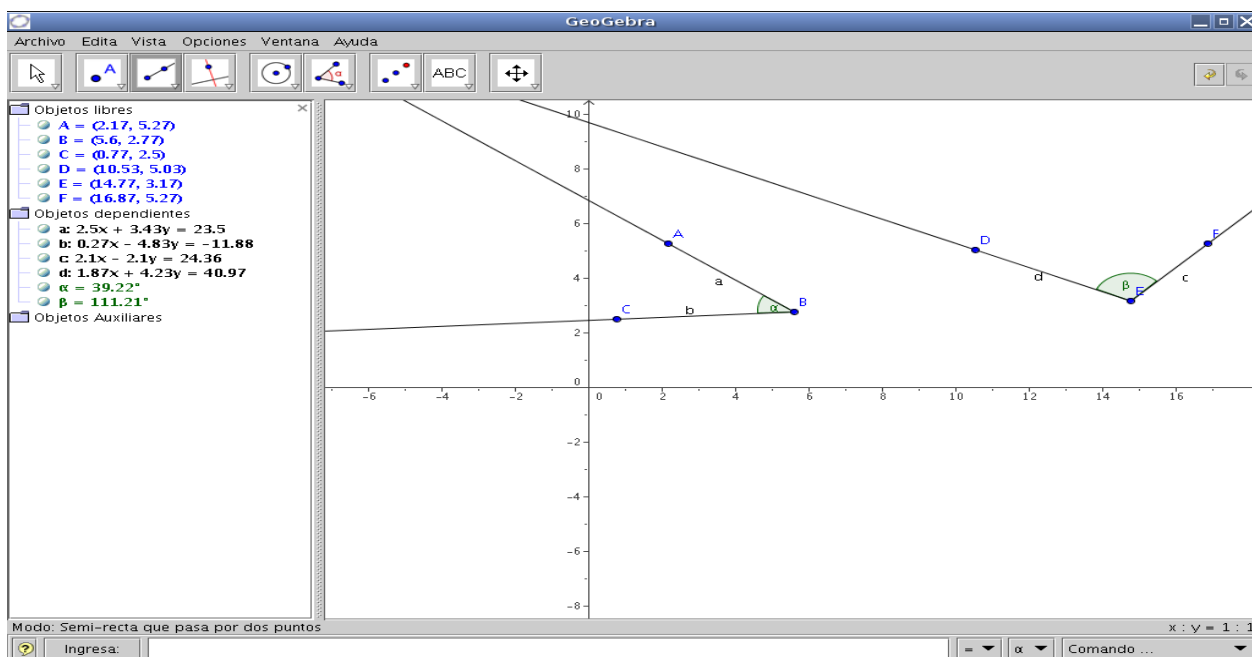 GeoGebra
Archivo Edita Vista Opciones Ventana Ayuda
A α ABC
Objetos libres
A = (2.17, 5.27)
B = (5.6, 2.77)
C = (0.77, 2.5)
D = (10.53, 5.03)
E = (14.77, 3.17)
F = (16.87, 5.27)
Objetos dependientes
a: 2.5x + 3.43y = 23.5
b: 0.27x - 4.83y = -11.88
c: 2.1x - 2.1y = 24.36
d: 1.87x + 4.23y = 40.97
α = 39.22°
β = 111.21°
Objetos Auxiliares
10
8
6
4
2
0
-2
-4
-6
-8
-6 -4 -2 0 2 4 6 8 10 12 14 16
A
a
B
C
b
α
D
d
β
E
c
F
Modo: Semi-recta que pasa por dos puntos x : y = 1 : 1
Ingresa: = α Comando ...